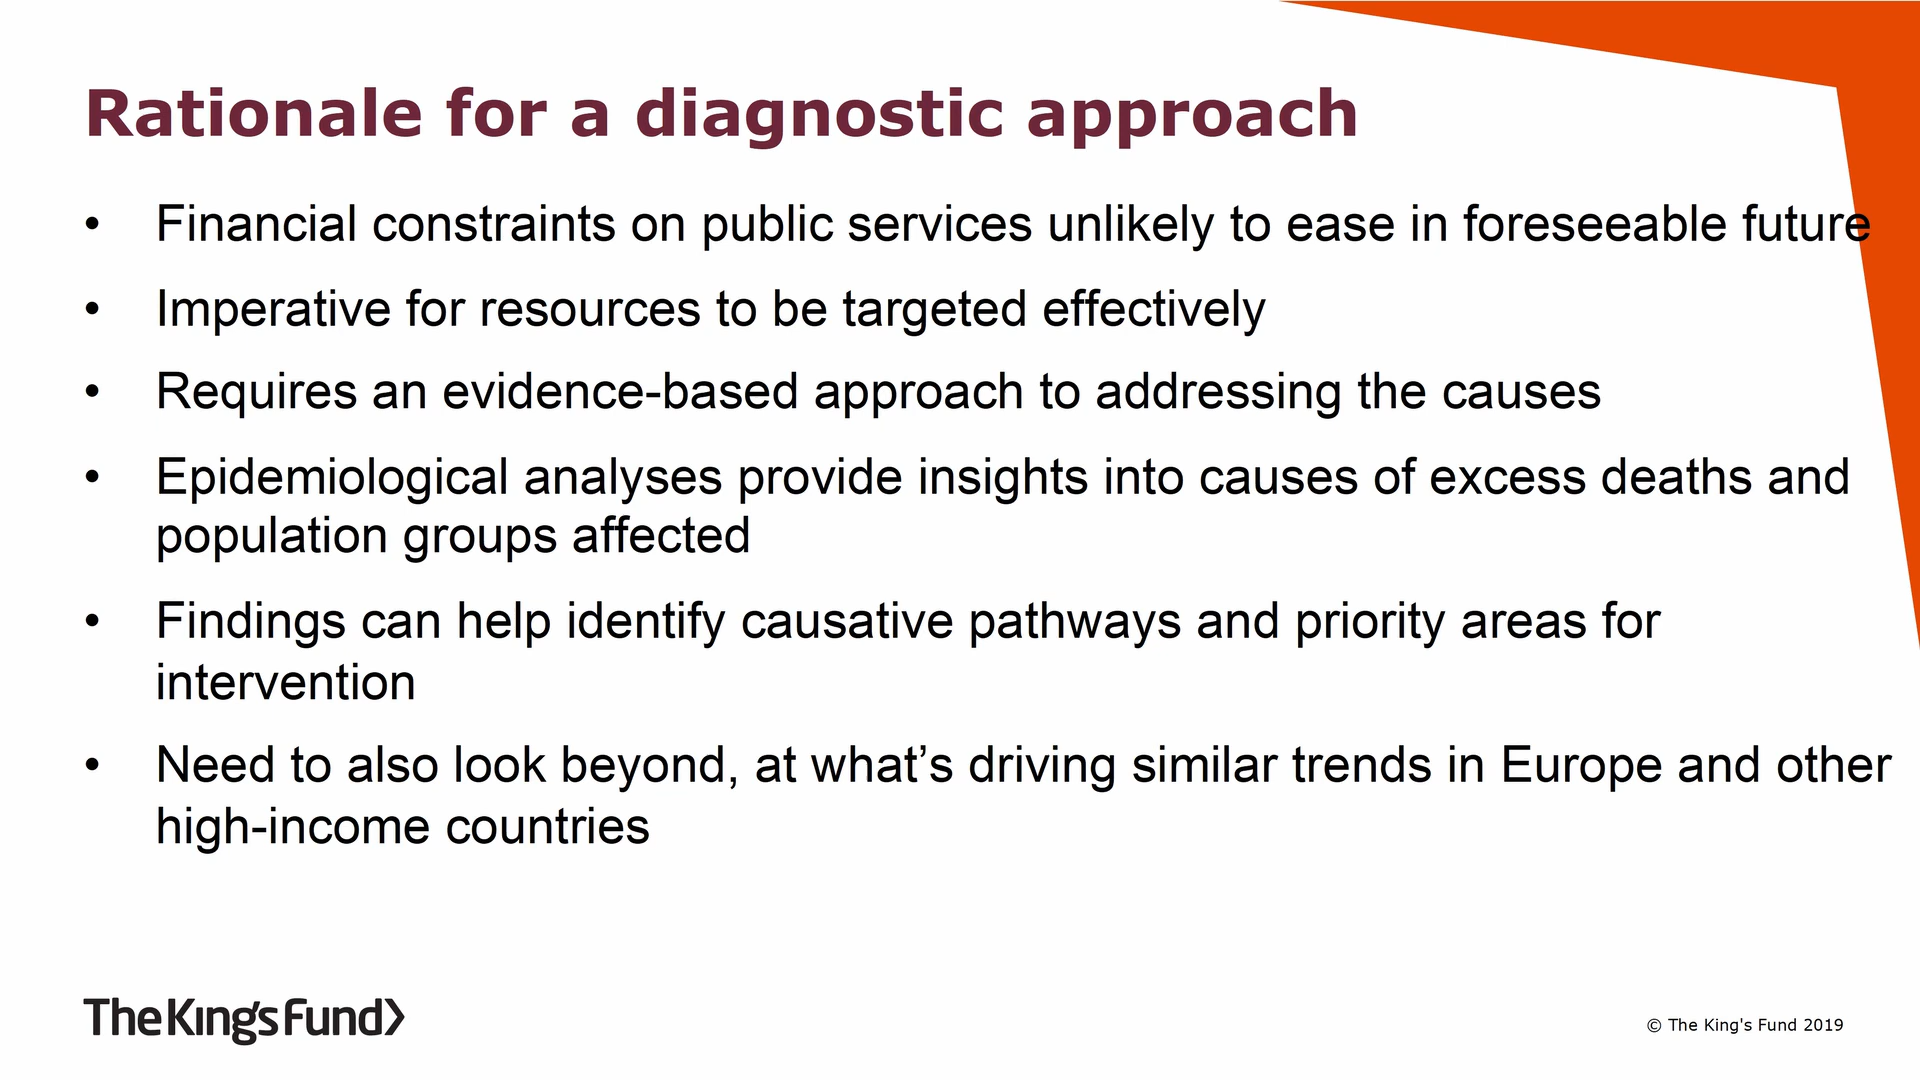 Rationale for a diagnostic approach
• Financial constraints on public services unlikely to ease in foreseeable future
• Imperative for resources to be targeted effectively
• Requires an evidence-based approach to addressing the causes
• Epidemiological analyses provide insights into causes of excess deaths and
population groups affected
• Findings can help identify causative pathways and priority areas for
intervention
• Need to also look beyond, at what’s driving similar trends in Europe and other
high-income countries
TheKing'sFund>
© The King's Fund 2019